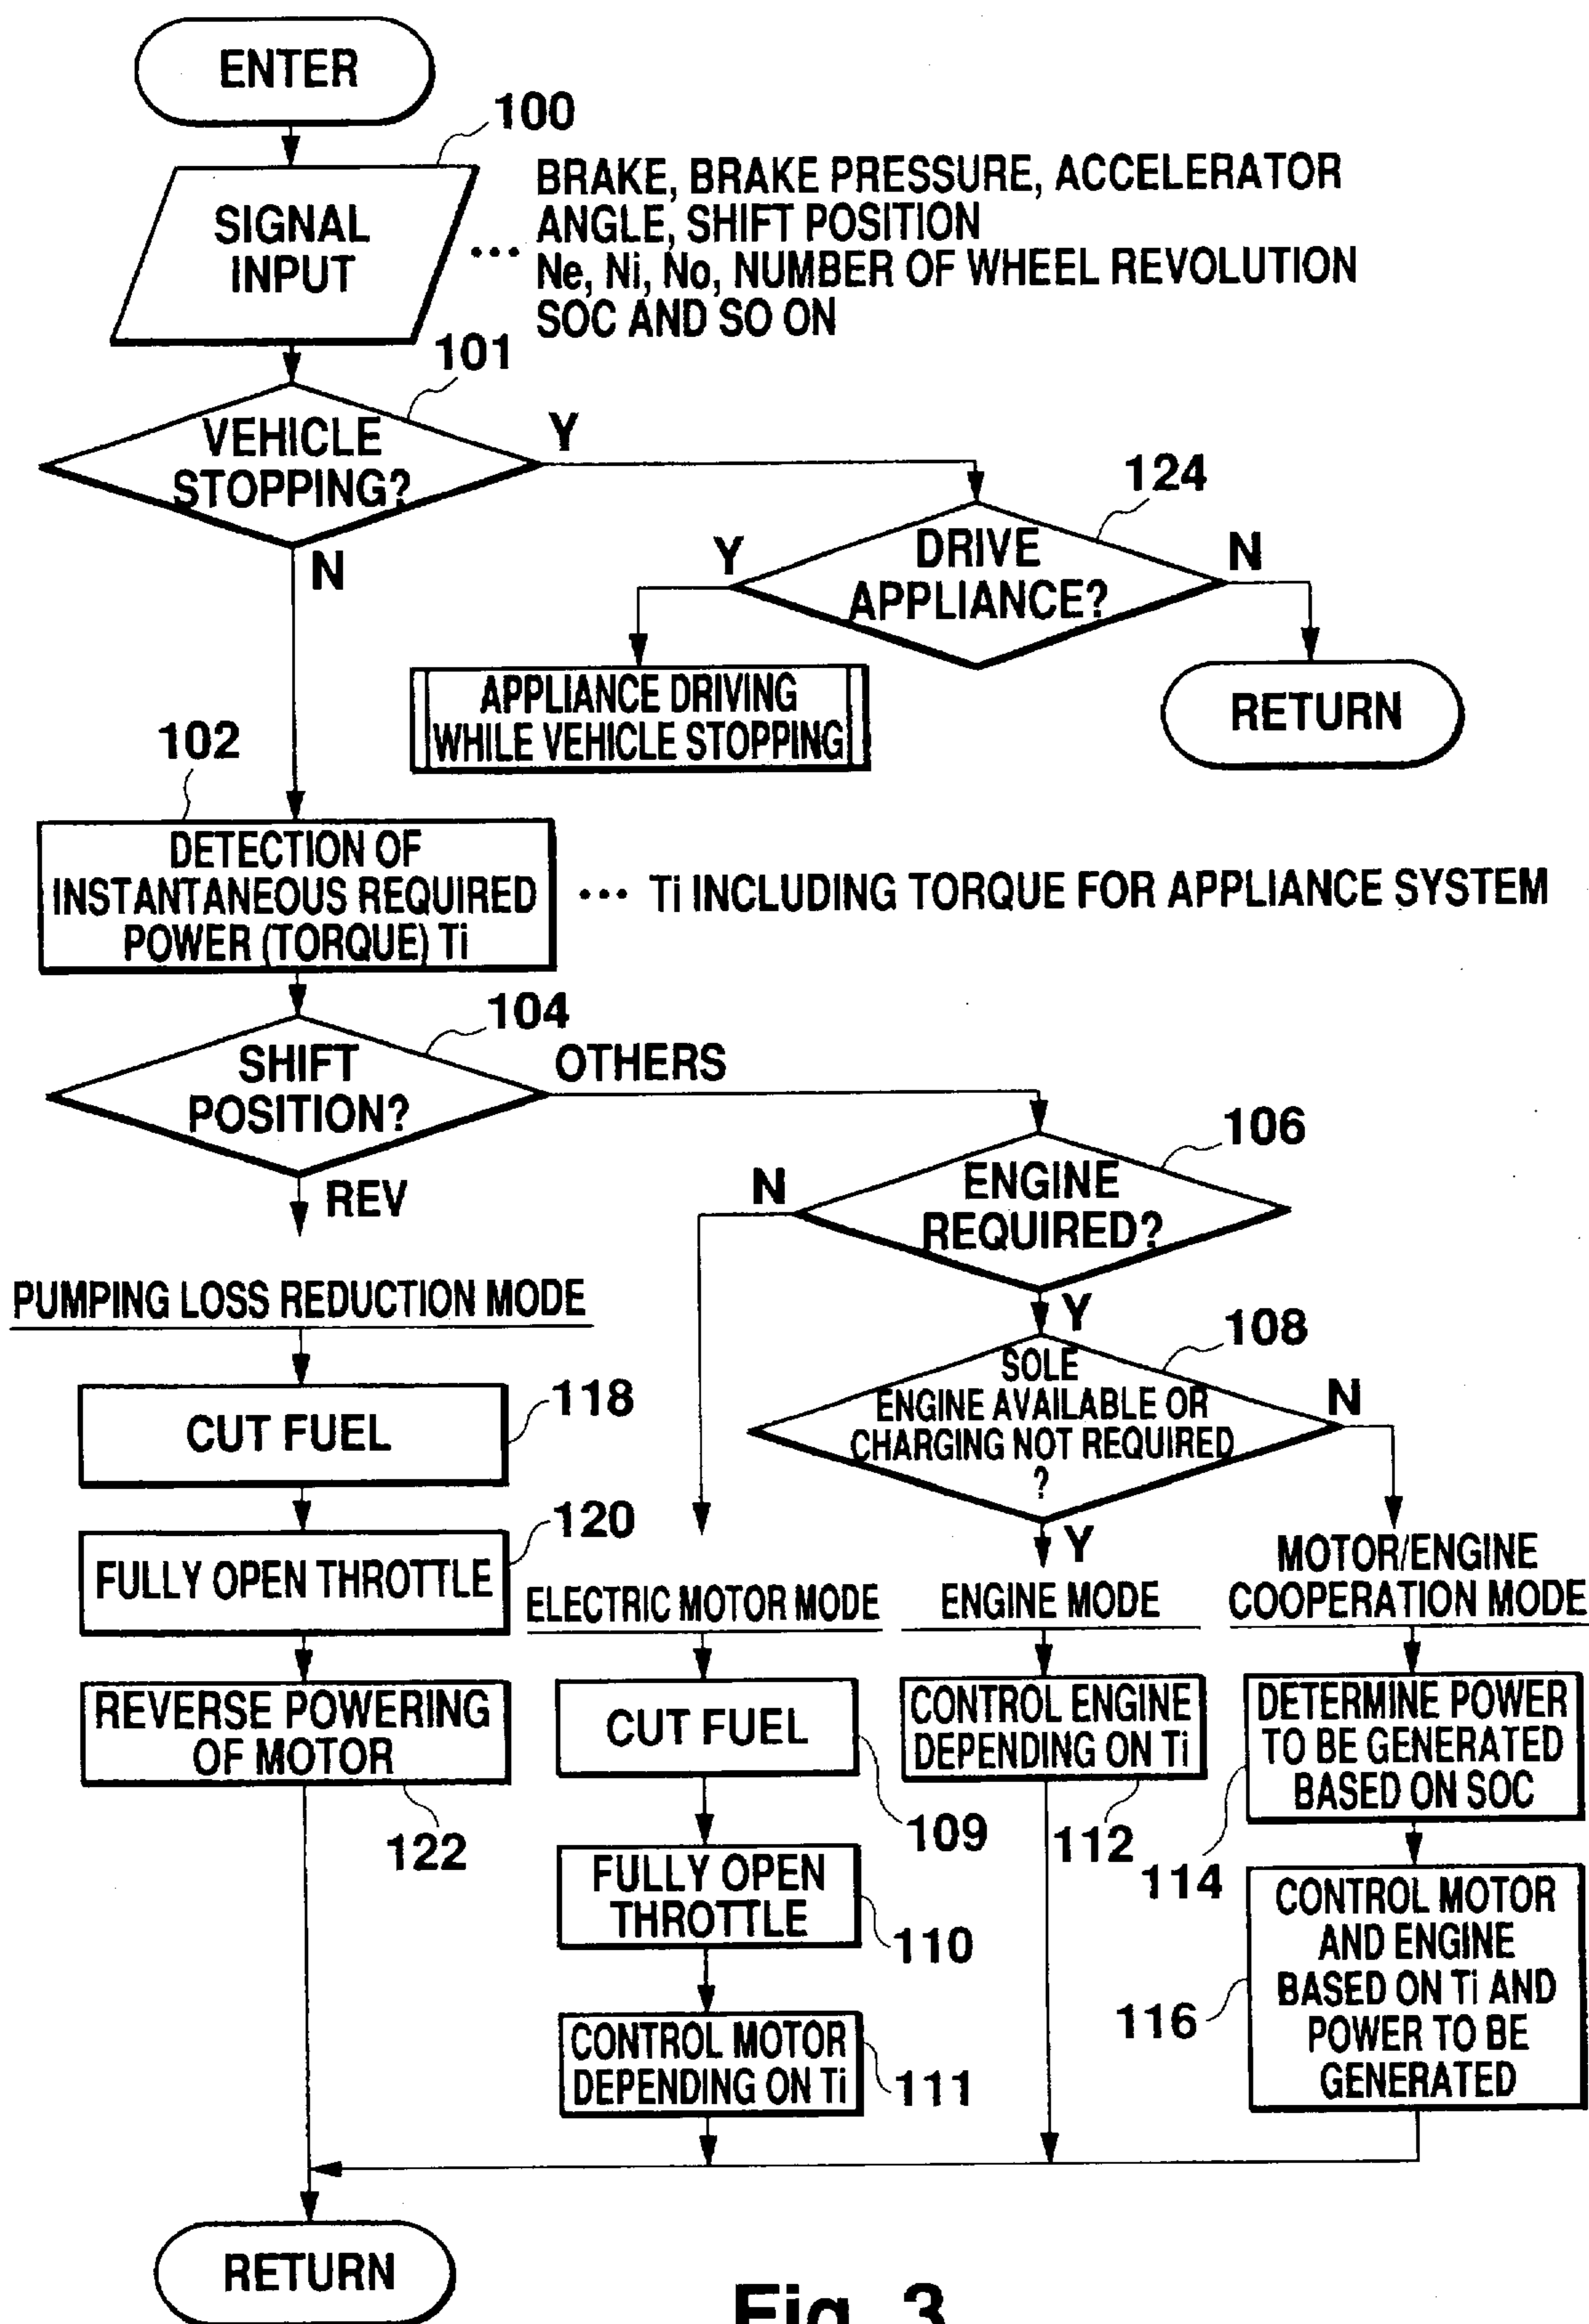 ENTER
100
SIGNAL
INPUT
... BRAKE, BRAKE PRESSURE, ACCELERATOR
ANGLE, SHIFT POSITION
Ne, Ni, No, NUMBER OF WHEEL REVOLUTION
SOC AND SO ON
101
VEHICLE
STOPPING?
Y
N
124
DRIVE
APPLIANCE?
Y
N
APPLIANCE DRIVING
WHILE VEHICLE STOPPING
RETURN
102
DETECTION OF
INSTANTANEOUS REQUIRED
POWER (TORQUE) Ti
... Ti INCLUDING TORQUE FOR APPLIANCE SYSTEM
104
SHIFT
POSITION?
OTHERS
REV
106
ENGINE
REQUIRED?
N
Y
108
SOLE
ENGINE AVAILABLE OR
CHARGING NOT REQUIRED
?
N
Y
PUMPING LOSS REDUCTION MODE
CUT FUEL
118
FULLY OPEN THROTTLE
120
REVERSE POWERING
OF MOTOR
122
ELECTRIC MOTOR MODE
CUT FUEL
109
FULLY OPEN
THROTTLE
110
CONTROL MOTOR
DEPENDING ON Ti
111
ENGINE MODE
CONTROL ENGINE
DEPENDING ON Ti
112
MOTOR/ENGINE
COOPERATION MODE
DETERMINE POWER
TO BE GENERATED
BASED ON SOC
114
CONTROL MOTOR
AND ENGINE
BASED ON Ti AND
POWER TO BE
GENERATED
116
RETURN
Fig. 3